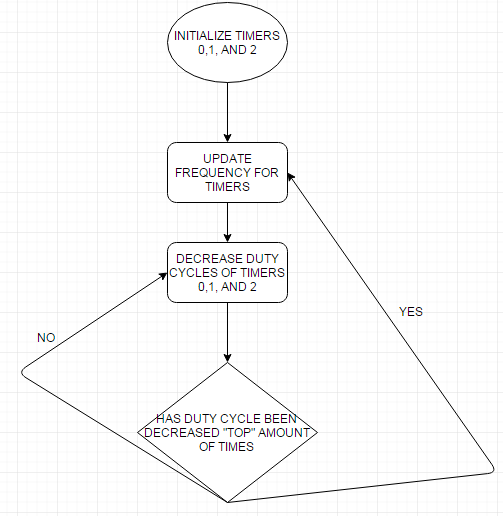 INITIALIZE TIMERS
0,1, AND 2
UPDATE
FREQUENCY FOR
TIMERS
DECREASE DUTY
CYCLES OF TIMERS
0,1, AND 2
NO
YES
HAS DUTY CYCLE BEEN
DECREASED "TOP" AMOUNT
OF TIMES